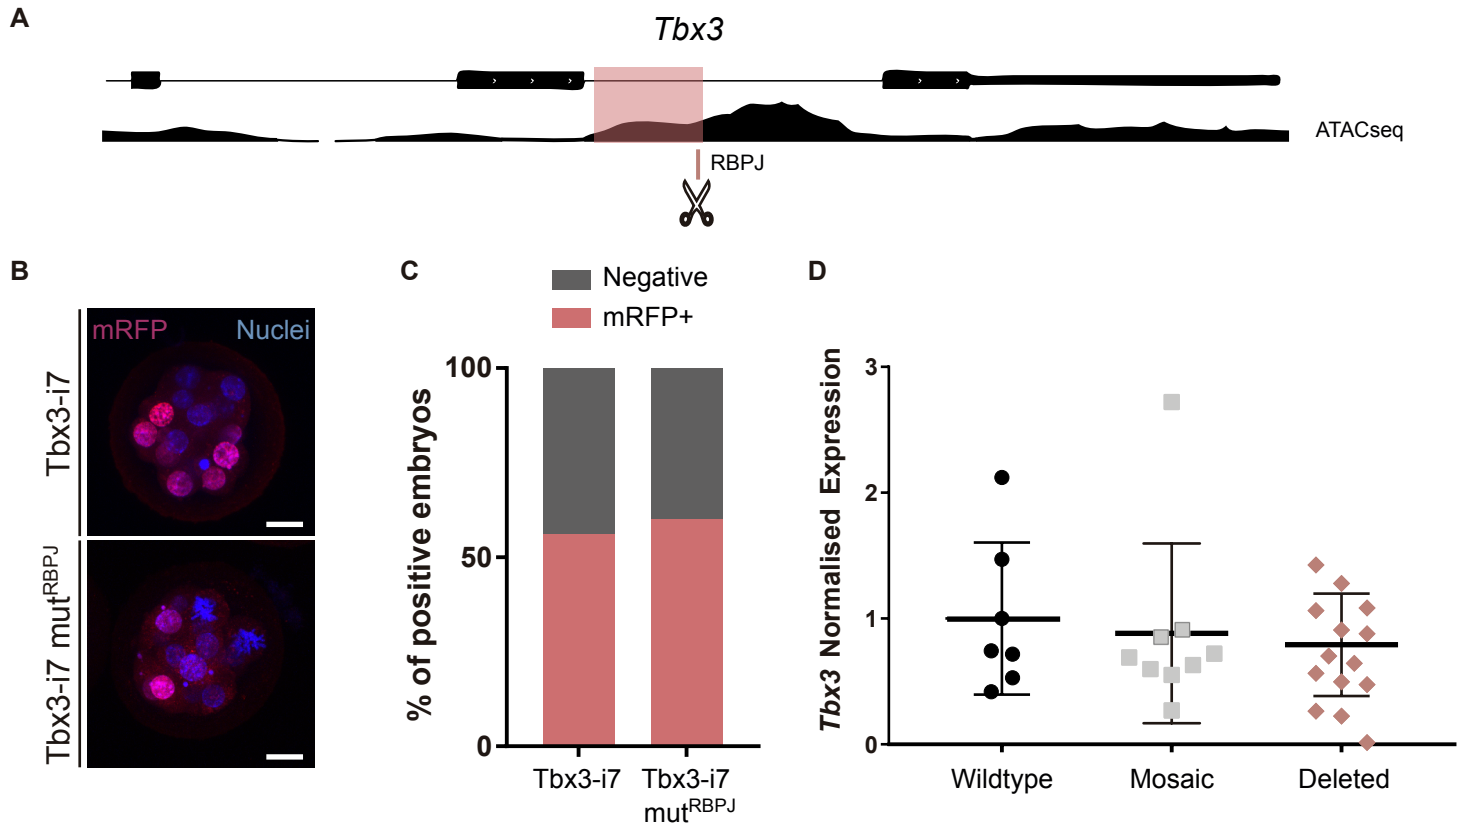 A
Tbx3
ATACseq
RBPJ
B
mRFP
Nuclei
Tbx3-i7
Tbx3-i7 mutRBPJ
C
Negative
mRFP+
% of positive embryos
100
50
0
Tbx3-i7
Tbx3-i7
mutRBPJ
D
Tbx3 Normalised Expression
3
2
1
0
Wildtype
Mosaic
Deleted